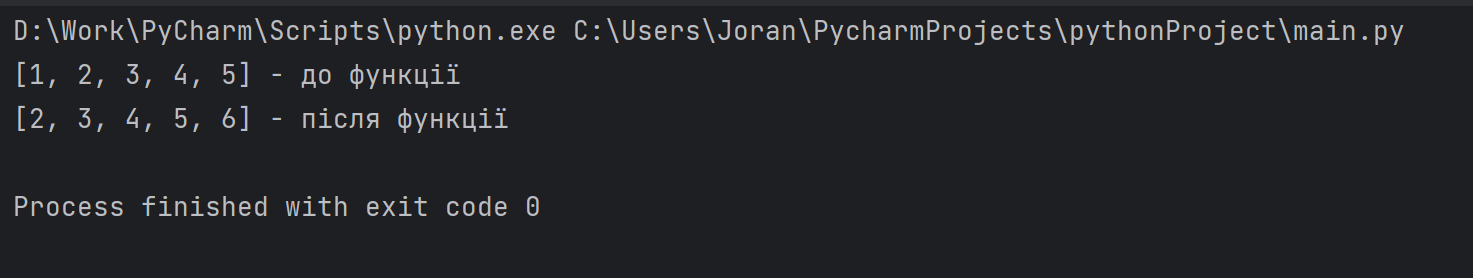 D:\Work\PyCharm\Scripts\python.exe C:\Users\Joran\PycharmProjects\pythonProject\main.py
[1, 2, 3, 4, 5] - до функції
[2, 3, 4, 5, 6] - після функції
Process finished with exit code 0